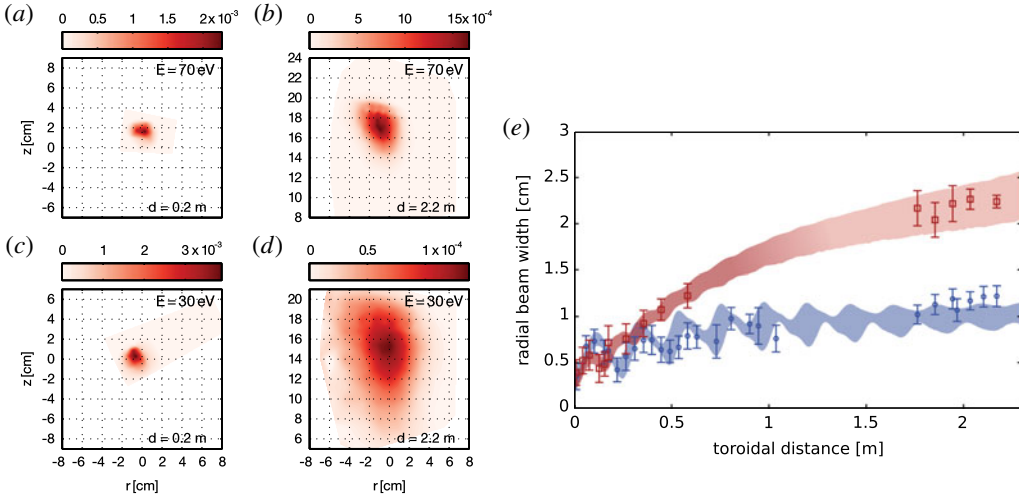 (a)
0 0.5 1 1.5 2 × 10⁻³
E = 70 eV
8
6
4
2
0
-2
-4
-6
z [cm]
d = 0.2 m
(b)
0 5 10 15 × 10⁻⁴
E = 70 eV
24
22
20
18
16
14
12
10
8
d = 2.2 m
(c)
0 1 2 3 × 10⁻³
E = 30 eV
6
4
2
0
-2
-4
-6
-8
z [cm]
d = 0.2 m
-8 -6 -4 -2 0 2 4 6 8
r [cm]
(d)
0 0.5 1 × 10⁻⁴
E = 30 eV
20
18
16
14
12
10
8
6
d = 2.2 m
-8 -6 -4 -2 0 2 4 6 8
r [cm]
(e)
3
2.5
2
1.5
1
0.5
0
radial beam width [cm]
0 0.5 1 1.5 2
toroidal distance [m]